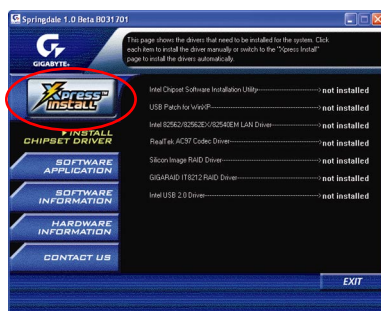 Springdale 1.0 Beta B031701
GIGABYTE
This page shows the drivers that need to be installed for the system. Click
each item to install the driver manually or switch to the "Xpress Install"
page to install the drivers automatically.
Xpress™
install
INSTALL
CHIPSET DRIVER
SOFTWARE
APPLICATION
SOFTWARE
INFORMATION
HARDWARE
INFORMATION
CONTACT US
Intel Chipset Software Installation Utility---> not installed
USB Patch for WinXP---> not installed
Intel 82562/82562EX/82540EM LAN Driver---> not installed
RealTek AC97 Codec Driver---> not installed
Silicon Image RAID Driver---> not installed
GIGARAID IT8212 RAID Driver---> not installed
Intel USB 2.0 Driver---> not installed
EXIT